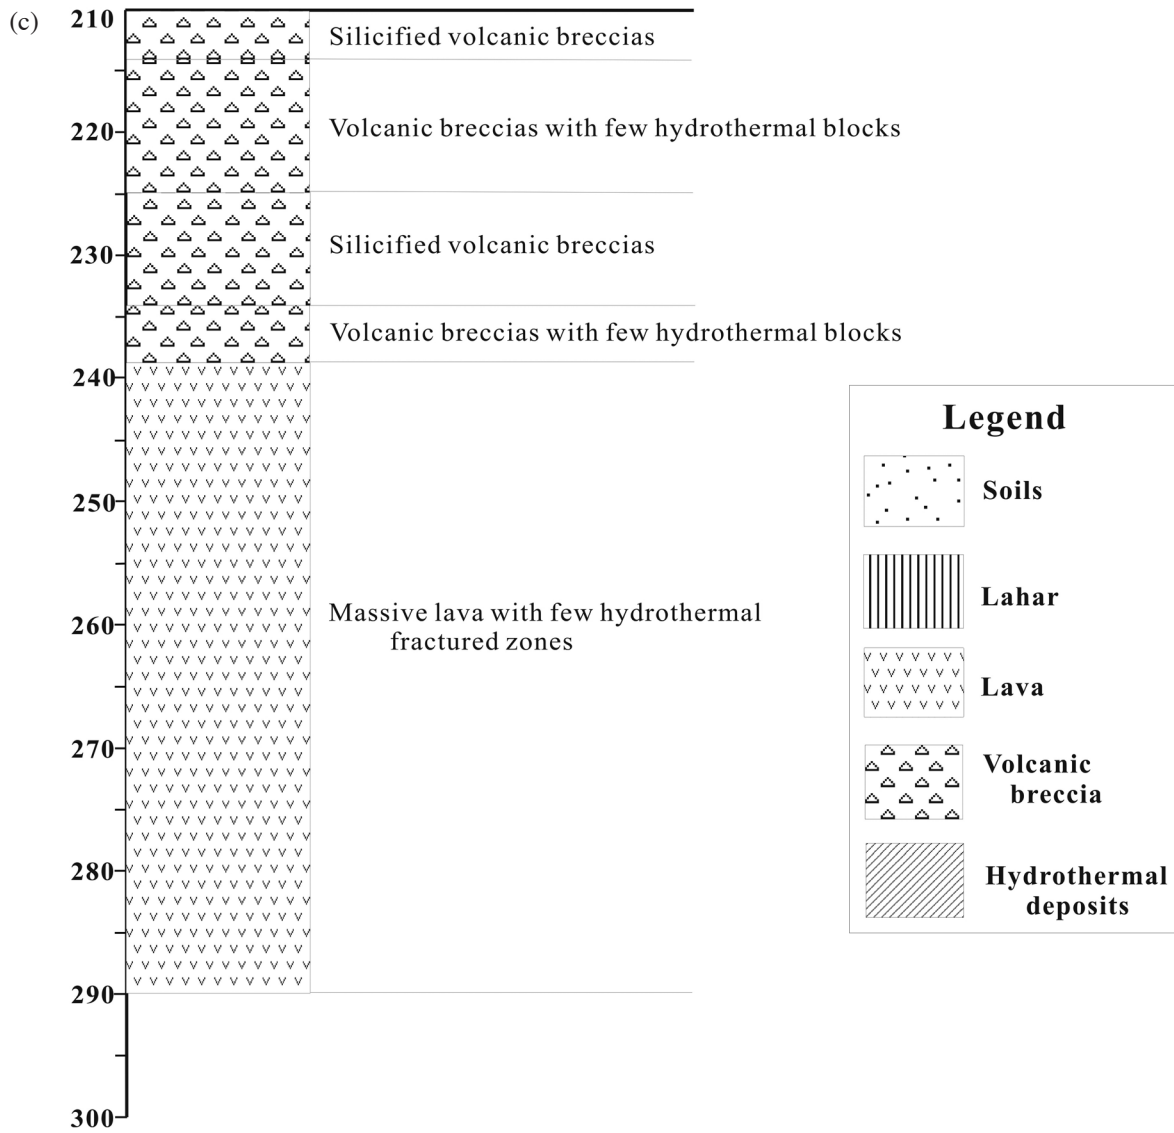 (c)
210
Silicified volcanic breccias
220
Volcanic breccias with few hydrothermal blocks
230
Silicified volcanic breccias
Volcanic breccias with few hydrothermal blocks
240
250
260
Massive lava with few hydrothermal
fractured zones
270
280
290
300
Legend
Soils
Lahar
Lava
Volcanic
breccia
Hydrothermal
deposits